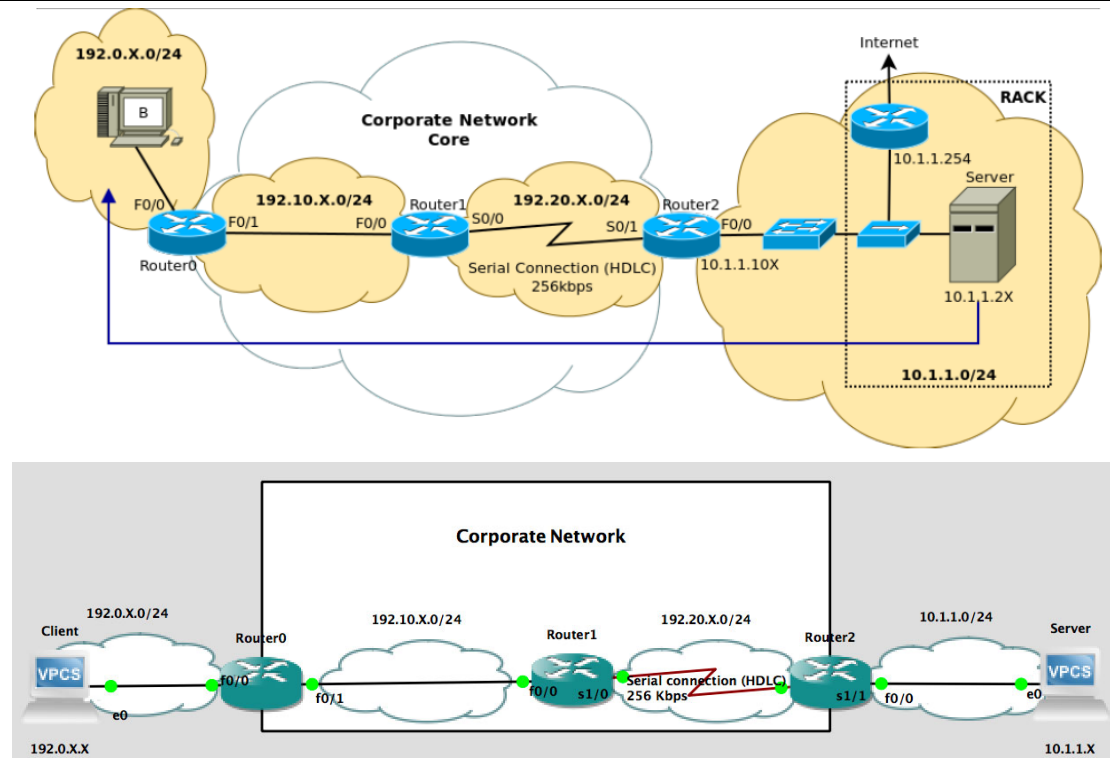 192.0.X.0/24
B
F0/0
F0/1
Router0
Corporate Network
Core
192.10.X.0/24
F0/0
Router1
S0/0
192.20.X.0/24
S0/1
Serial Connection (HDLC)
256kbps
Router2
F0/0
10.1.1.10X
Internet
RACK
10.1.1.254
Server
10.1.1.2X
10.1.1.0/24
Corporate Network
192.0.X.0/24
Client
VPCS
e0
192.0.X.X
Router0
f0/0
f0/1
192.10.X.0/24
Router1
f0/0
s1/0
192.20.X.0/24
Serial connection (HDLC)
256 Kbps
Router2
s1/1
f0/0
10.1.1.0/24
Server
VPCS
e0
10.1.1.X